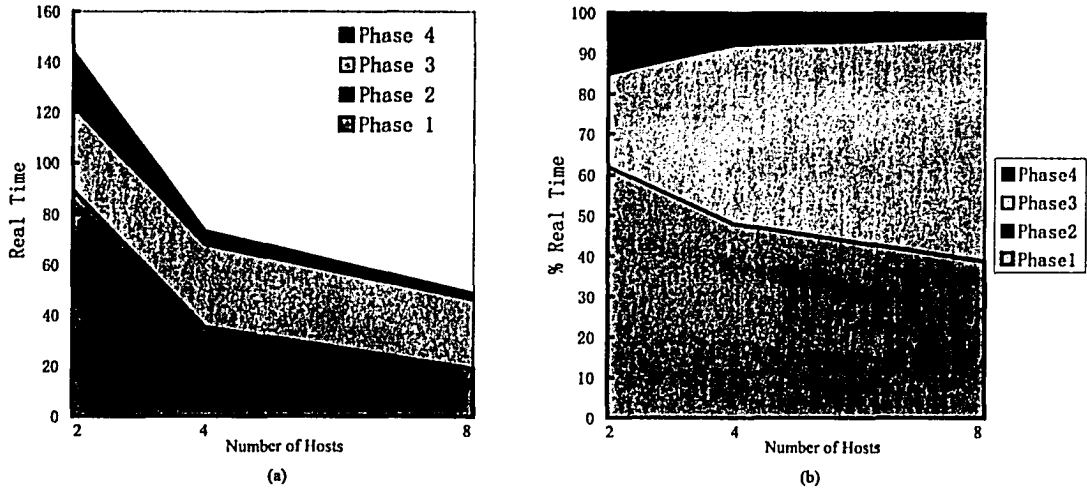 160
140
120
100
80
60
40
20
0
Real Time
Phase 4
Phase 3
Phase 2
Phase 1
2
4
8
Number of Hosts
(a)
100
90
80
70
60
50
40
30
20
10
0
% Real Time
Phase4
Phase3
Phase2
Phase1
2
4
8
Number of Hosts
(b)